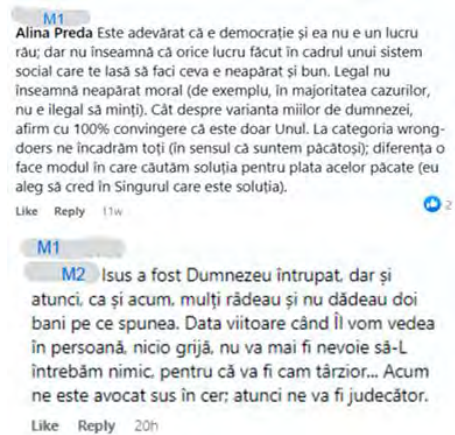 M1
Alina Preda Este adevărat că e democrație și ea nu e un lucru
rău; dar nu înseamnă că orice lucru făcut în cadrul unui sistem
social care te lasă să faci ceva e neapărat și bun. Legal nu
înseamnă neapărat moral (de exemplu, în majoritatea cazurilor,
nu e ilegal să minți). Cât despre varianta miilor de dumnezei,
afirm cu 100% convingere că este doar Unul. La categoria wrong-
doers ne încadrăm toți (în sensul că suntem păcătoși); diferența o
face modul în care căutăm soluția pentru plata acelor păcate (eu
aleg să cred în Singurul care este soluția).
Like Reply 11w 2
M1
M2 Isus a fost Dumnezeu întrupat, dar și
atunci, ca și acum, mulți râdeau și nu dădeau doi
bani pe ce spunea. Data viitoare când Îl vom vedea
în persoană, nicio grijă, nu va mai fi nevoie să-L
întrebăm nimic, pentru că va fi cam târzior... Acum
ne este avocat sus în cer; atunci ne va fi judecător.
Like Reply 20h